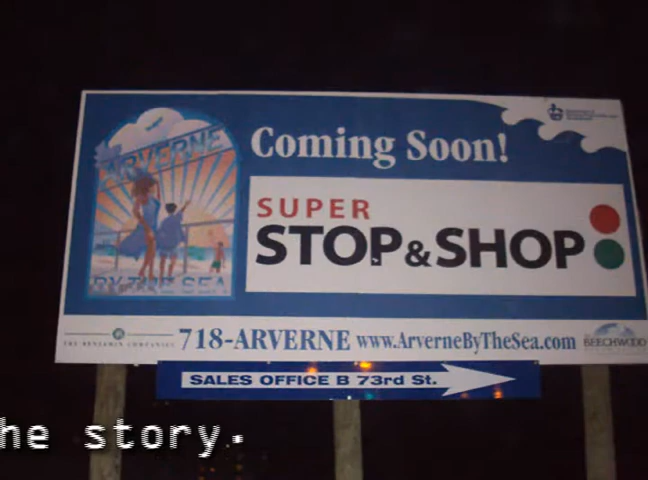 Coming Soon!
ARVERNE
BY THE SEA
SUPER
STOP & SHOP
THE BENJAMIN COMPANIES
718-ARVERNE www.ArverneByTheSea.com
BEECHWOOD
SALES OFFICE B 73rd St.
he story.